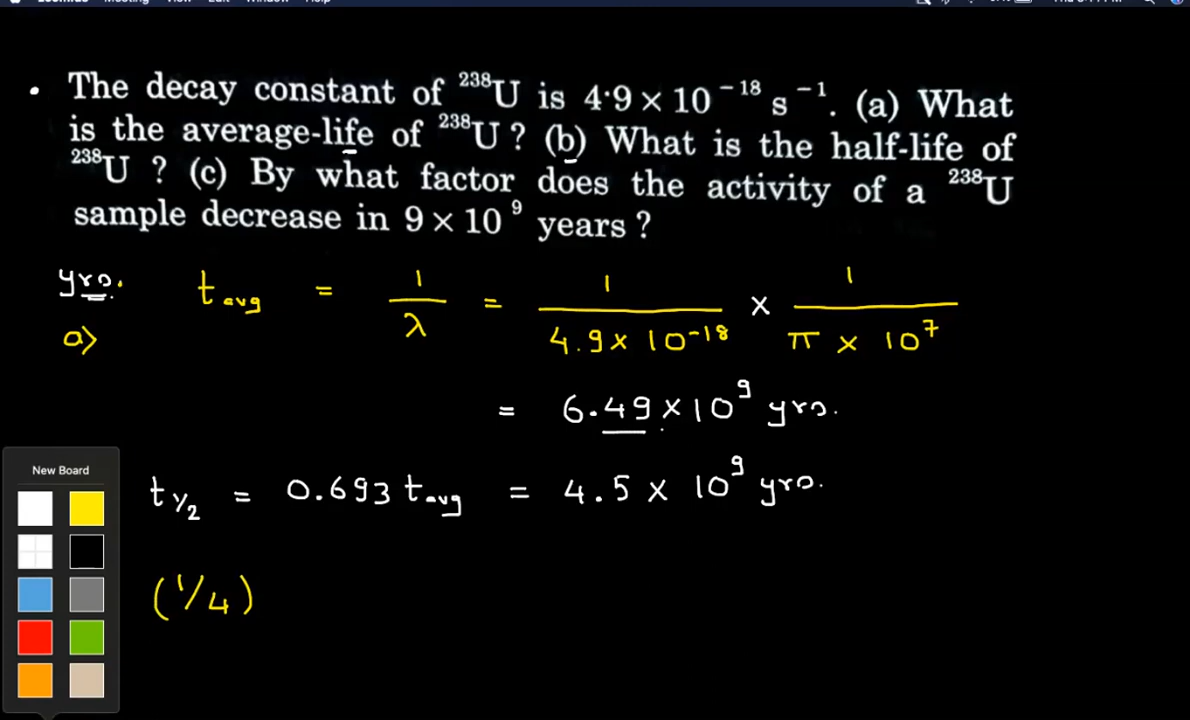 • The decay constant of ²³⁸U is 4·9 × 10⁻¹⁸ s⁻¹. (a) What
is the average-life of ²³⁸U ? (b) What is the half-life of
²³⁸U ? (c) By what factor does the activity of a ²³⁸U
sample decrease in 9 × 10⁹ years ?
yrs. t avg = 1/λ = 1/(4.9 × 10⁻¹⁸) × 1/(π × 10⁷)
a)
= 6.49 × 10⁹ yrs.
New Board
t½ = 0.693 t avg = 4.5 × 10⁹ yrs.
(1/4)